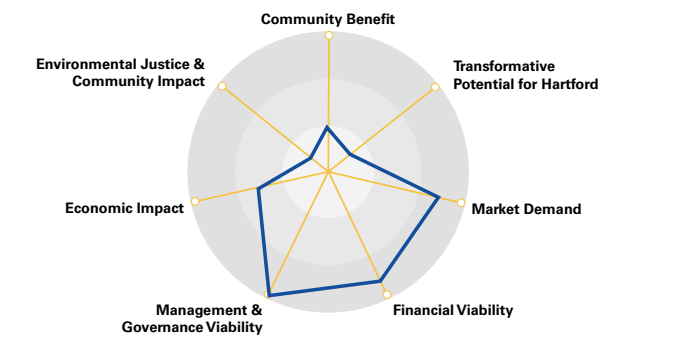 Community Benefit
Environmental Justice &
Community Impact
Transformative
Potential for Hartford
Economic Impact
Market Demand
Management &
Governance Viability
Financial Viability